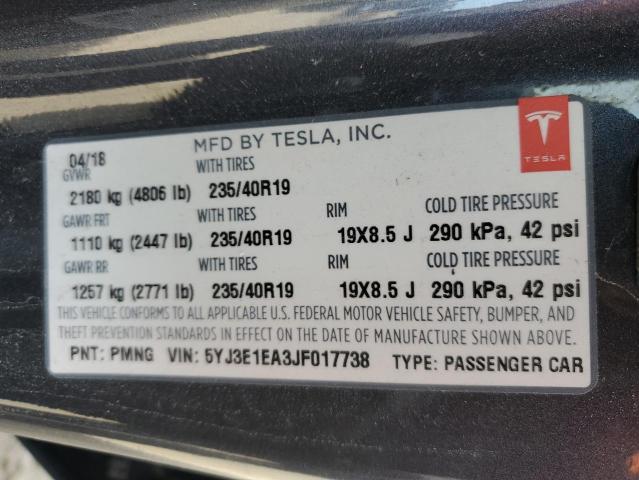 04/18 MFD BY TESLA, INC.
TESLA
GVWR WITH TIRES
2180 kg (4806 lb) 235/40R19
GAWR FRT WITH TIRES RIM COLD TIRE PRESSURE
1110 kg (2447 lb) 235/40R19 19X8.5 J 290 kPa, 42 psi
GAWR RR WITH TIRES RIM COLD TIRE PRESSURE
1257 kg (2771 lb) 235/40R19 19X8.5 J 290 kPa, 42 psi
THIS VEHICLE CONFORMS TO ALL APPLICABLE U.S. FEDERAL MOTOR VEHICLE SAFETY, BUMPER, AND
THEFT PREVENTION STANDARDS IN EFFECT ON THE DATE OF MANUFACTURE SHOWN ABOVE.
PNT: PMNG VIN: 5YJ3E1EA3JF017738 TYPE: PASSENGER CAR